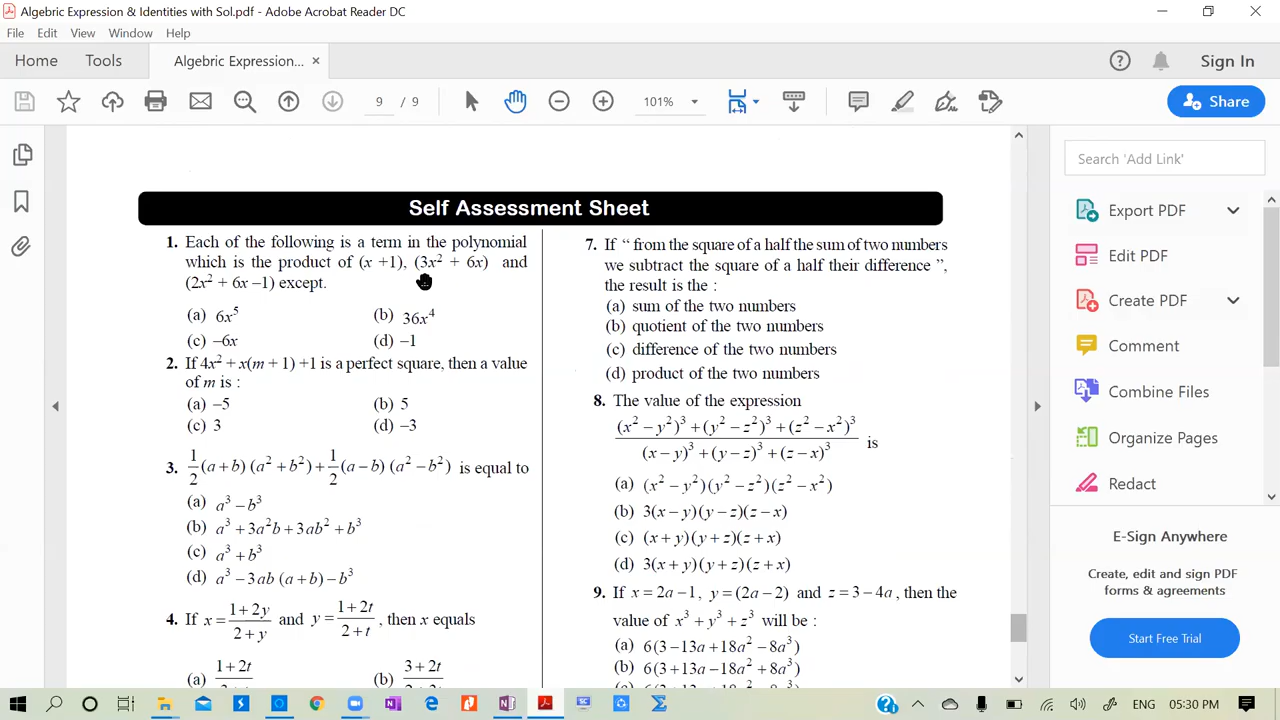 Algebric Expression & Identities with Sol.pdf - Adobe Acrobat Reader DC
File Edit View Window Help
Home Tools Algebric Expression... × Sign In
9 / 9 101% Share
Search 'Add Link'
Export PDF
Edit PDF
Create PDF
Comment
Combine Files
Organize Pages
Redact
E-Sign Anywhere
Create, edit and sign PDF
forms & agreements
Start Free Trial
Self Assessment Sheet
1. Each of the following is a term in the polynomial
which is the product of (x +1), (3x² + 6x) and
(2x² + 6x –1) except.
(a) 6x⁵ (b) 36x⁴
(c) –6x (d) –1
2. If 4x² + x(m + 1) +1 is a perfect square, then a value
of m is :
(a) –5 (b) 5
(c) 3 (d) –3
3. 1/2 (a+b) (a² + b²) + 1/2 (a–b) (a² – b²) is equal to
(a) a³ – b³
(b) a³ + 3a²b + 3ab² + b³
(c) a³ + b³
(d) a³ – 3ab (a + b) – b³
4. If x = (1+2y)/(2+y) and y = (1+2t)/(2+t), then x equals
(a) 1+2t (b) 3+2t
7. If “ from the square of a half the sum of two numbers
we subtract the square of a half their difference ”,
the result is the :
(a) sum of the two numbers
(b) quotient of the two numbers
(c) difference of the two numbers
(d) product of the two numbers
8. The value of the expression
((x² – y²)³ + (y² – z²)³ + (z² – x²)³)/((x – y)³ + (y – z)³ + (z – x)³) is
(a) (x² – y²)(y² – z²)(z² – x²)
(b) 3(x – y)(y – z)(z – x)
(c) (x + y)(y + z)(z + x)
(d) 3(x + y)(y + z)(z + x)
9. If x = 2a – 1, y = (2a – 2) and z = 3 – 4a, then the
value of x³ + y³ + z³ will be :
(a) 6(3 – 13a + 18a² – 8a³)
(b) 6(3 + 13a – 18a² + 8a³)
ENG 05:30 PM